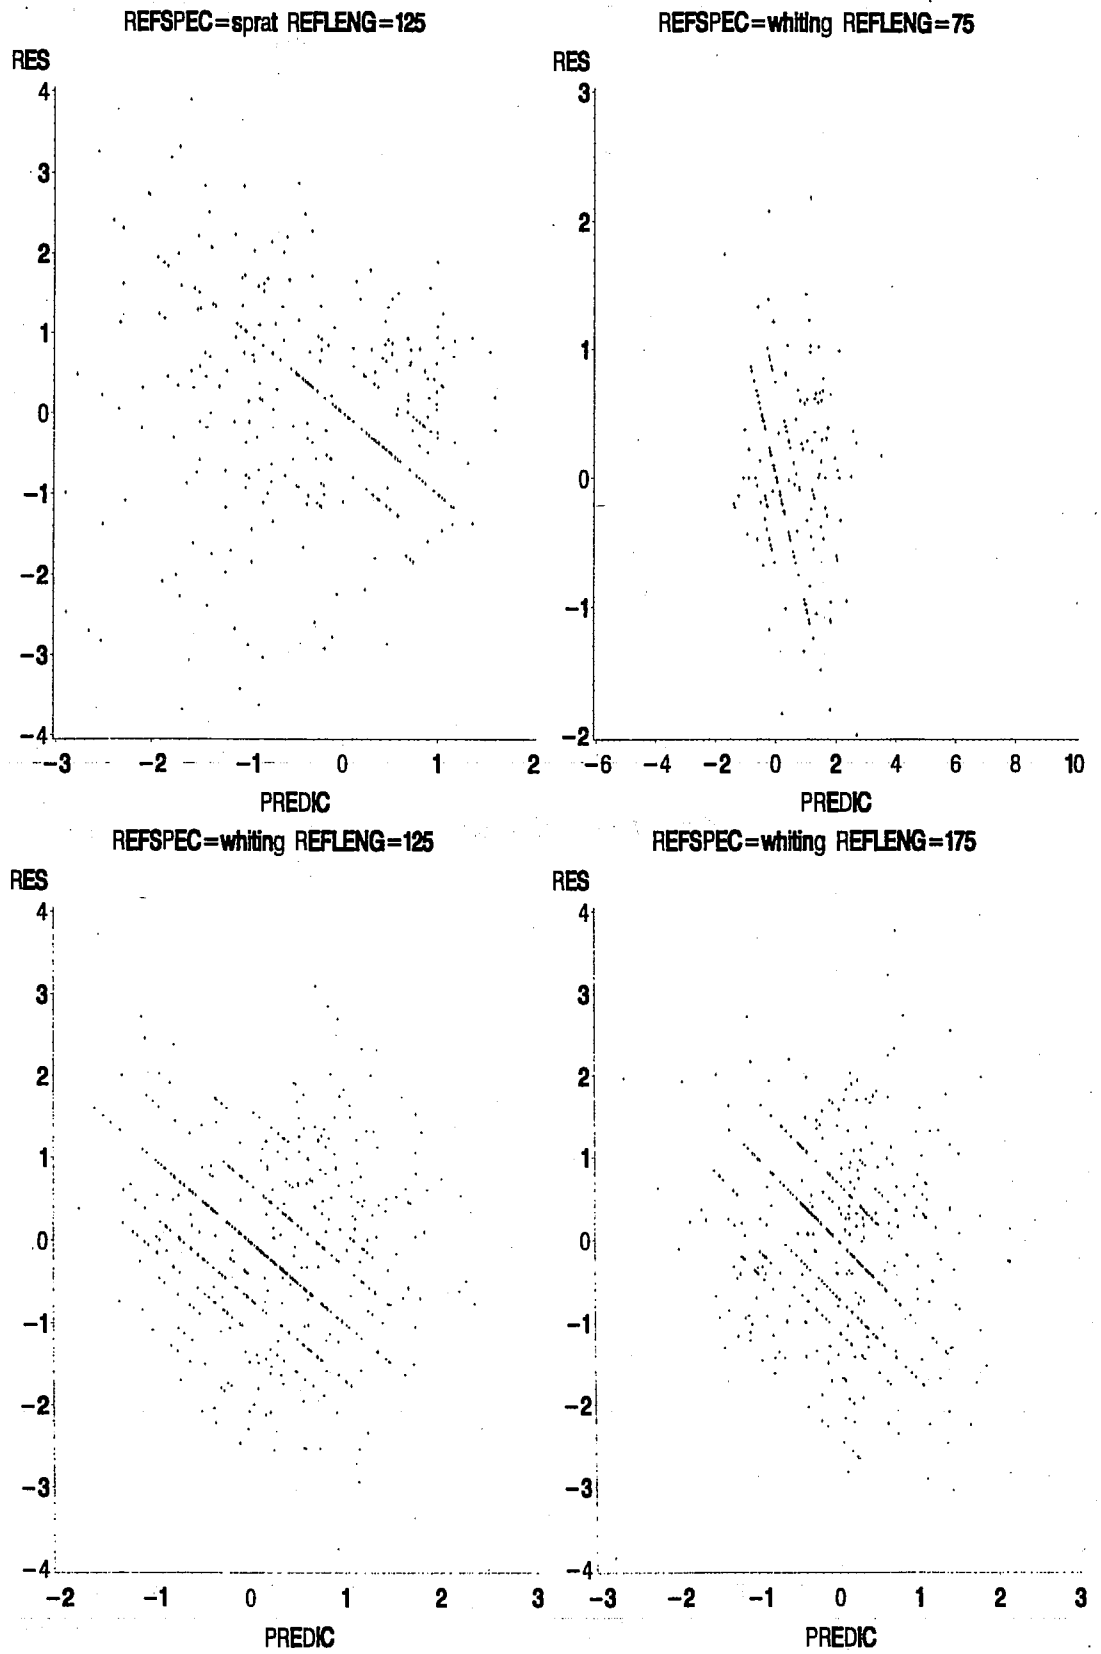 REFSPEC=sprat REFLENG=125
RES
4
3
2
1
0
−1
−2
−3
−4
−3 −2 −1 0 1 2
PREDIC
REFSPEC=whiting REFLENG=75
RES
3
2
1
0
−1
−2
−6 −4 −2 0 2 4 6 8 10
PREDIC
REFSPEC=whiting REFLENG=125
RES
4
3
2
1
0
−1
−2
−3
−4
−2 −1 0 1 2 3
PREDIC
REFSPEC=whiting REFLENG=175
RES
4
3
2
1
0
−1
−2
−3
−4
−3 −2 −1 0 1 2 3
PREDIC